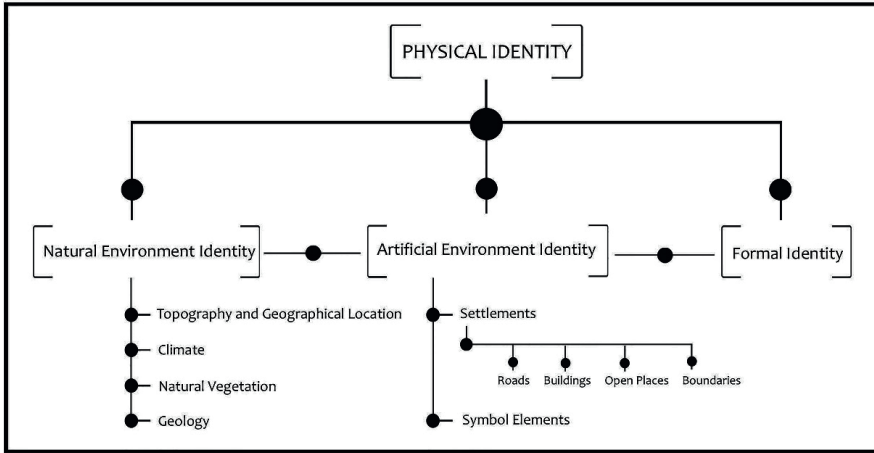 PHYSICAL IDENTITY
Natural Environment Identity
Artificial Environment Identity
Formal Identity
Topography and Geographical Location
Climate
Natural Vegetation
Geology
Settlements
Roads
Buildings
Open Places
Boundaries
Symbol Elements